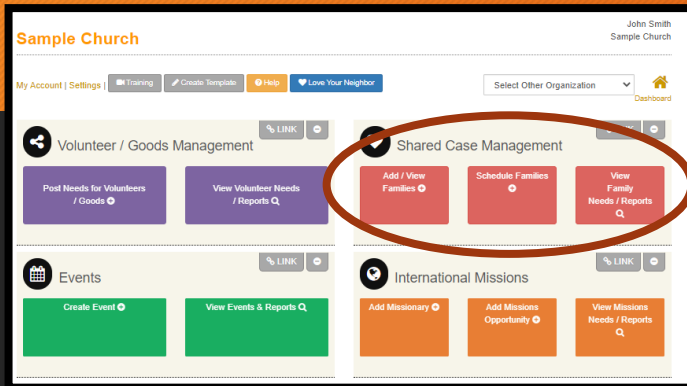 John Smith
Sample Church
Sample Church
My Account | Settings |
Training
Create Template
Help
Love Your Neighbor
Select Other Organization
Dashboard
LINK
Volunteer / Goods Management
Post Needs for Volunteers
/ Goods
View Volunteer Needs
/ Reports
Shared Case Management
Add / View
Families
Schedule Families
View
Family
Needs / Reports
LINK
Events
Create Event
View Events & Reports
LINK
International Missions
Add Missionary
Add Missions
Opportunity
View Missions
Needs / Reports